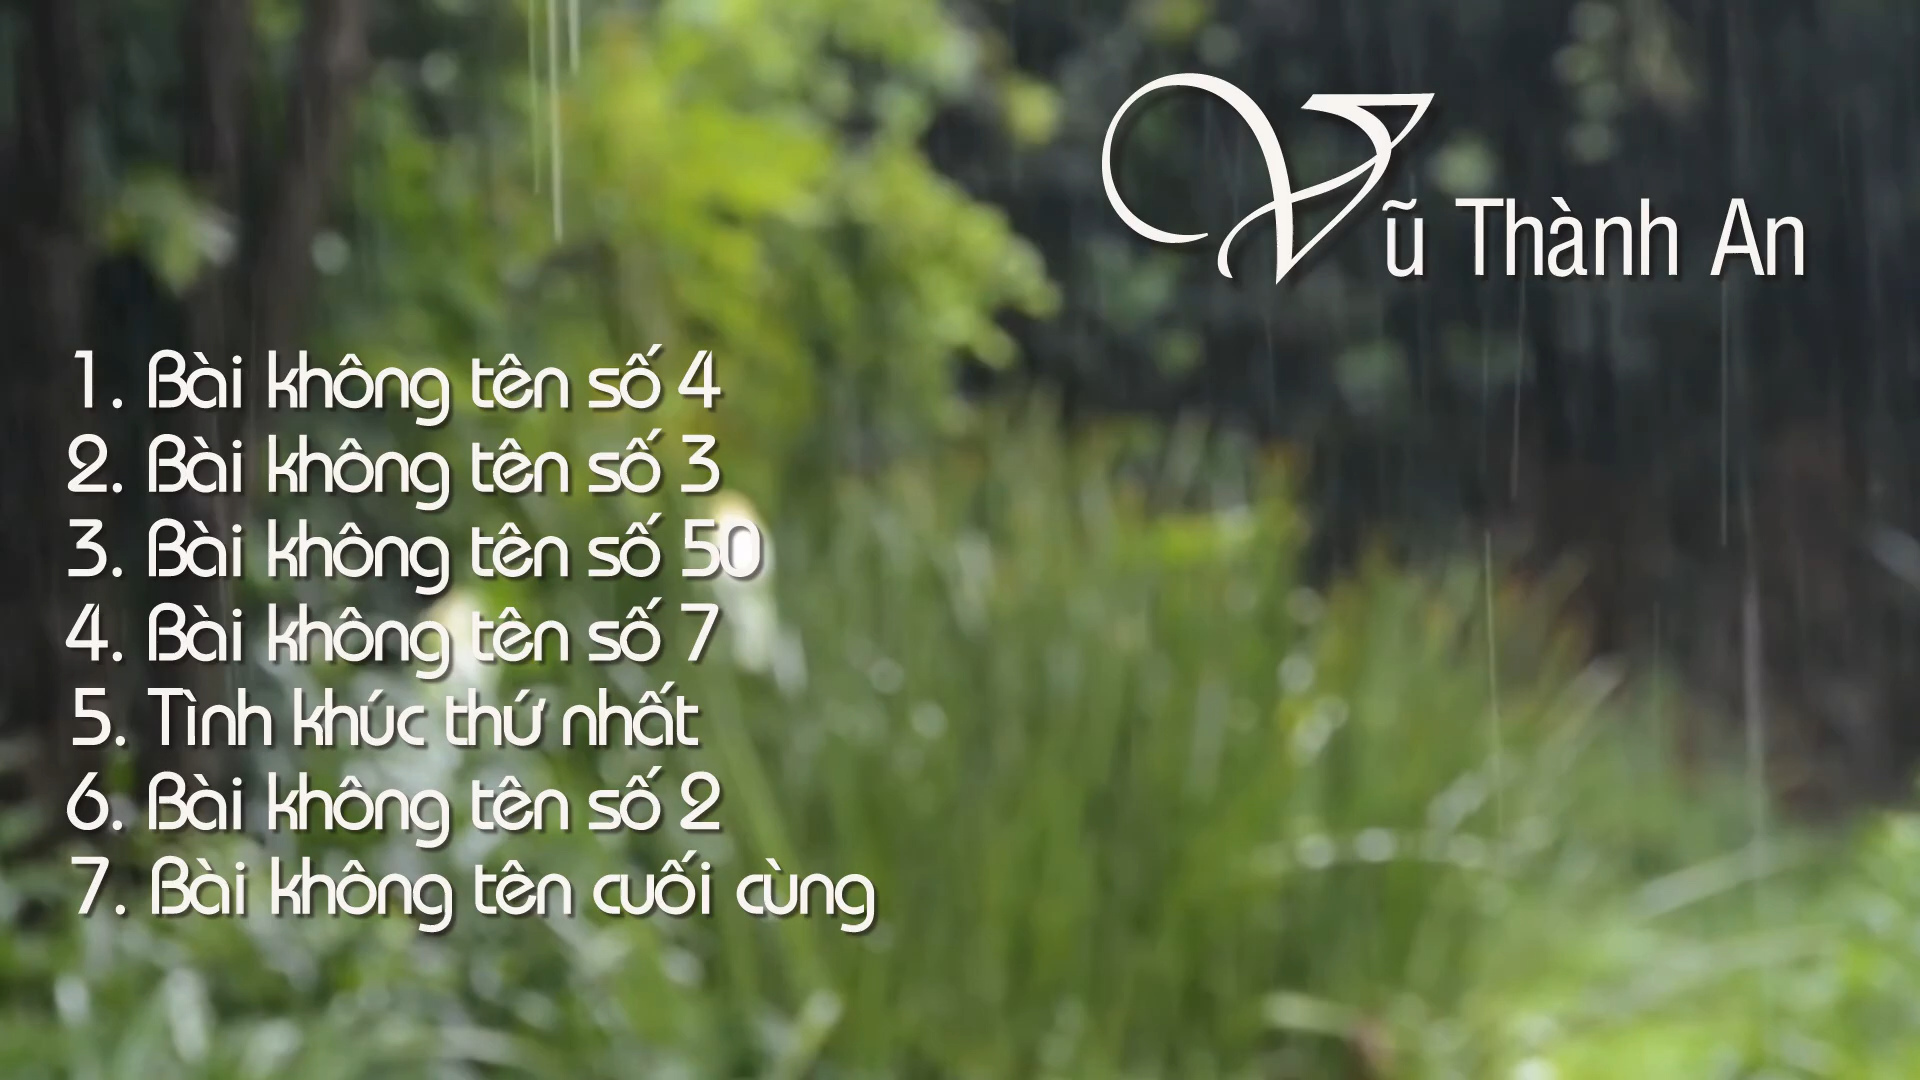 Vũ Thành An
1. Bài không tên số 4
2. Bài không tên số 3
3. Bài không tên số 50
4. Bài không tên số 7
5. Tình khúc thứ nhất
6. Bài không tên số 2
7. Bài không tên cuối cùng